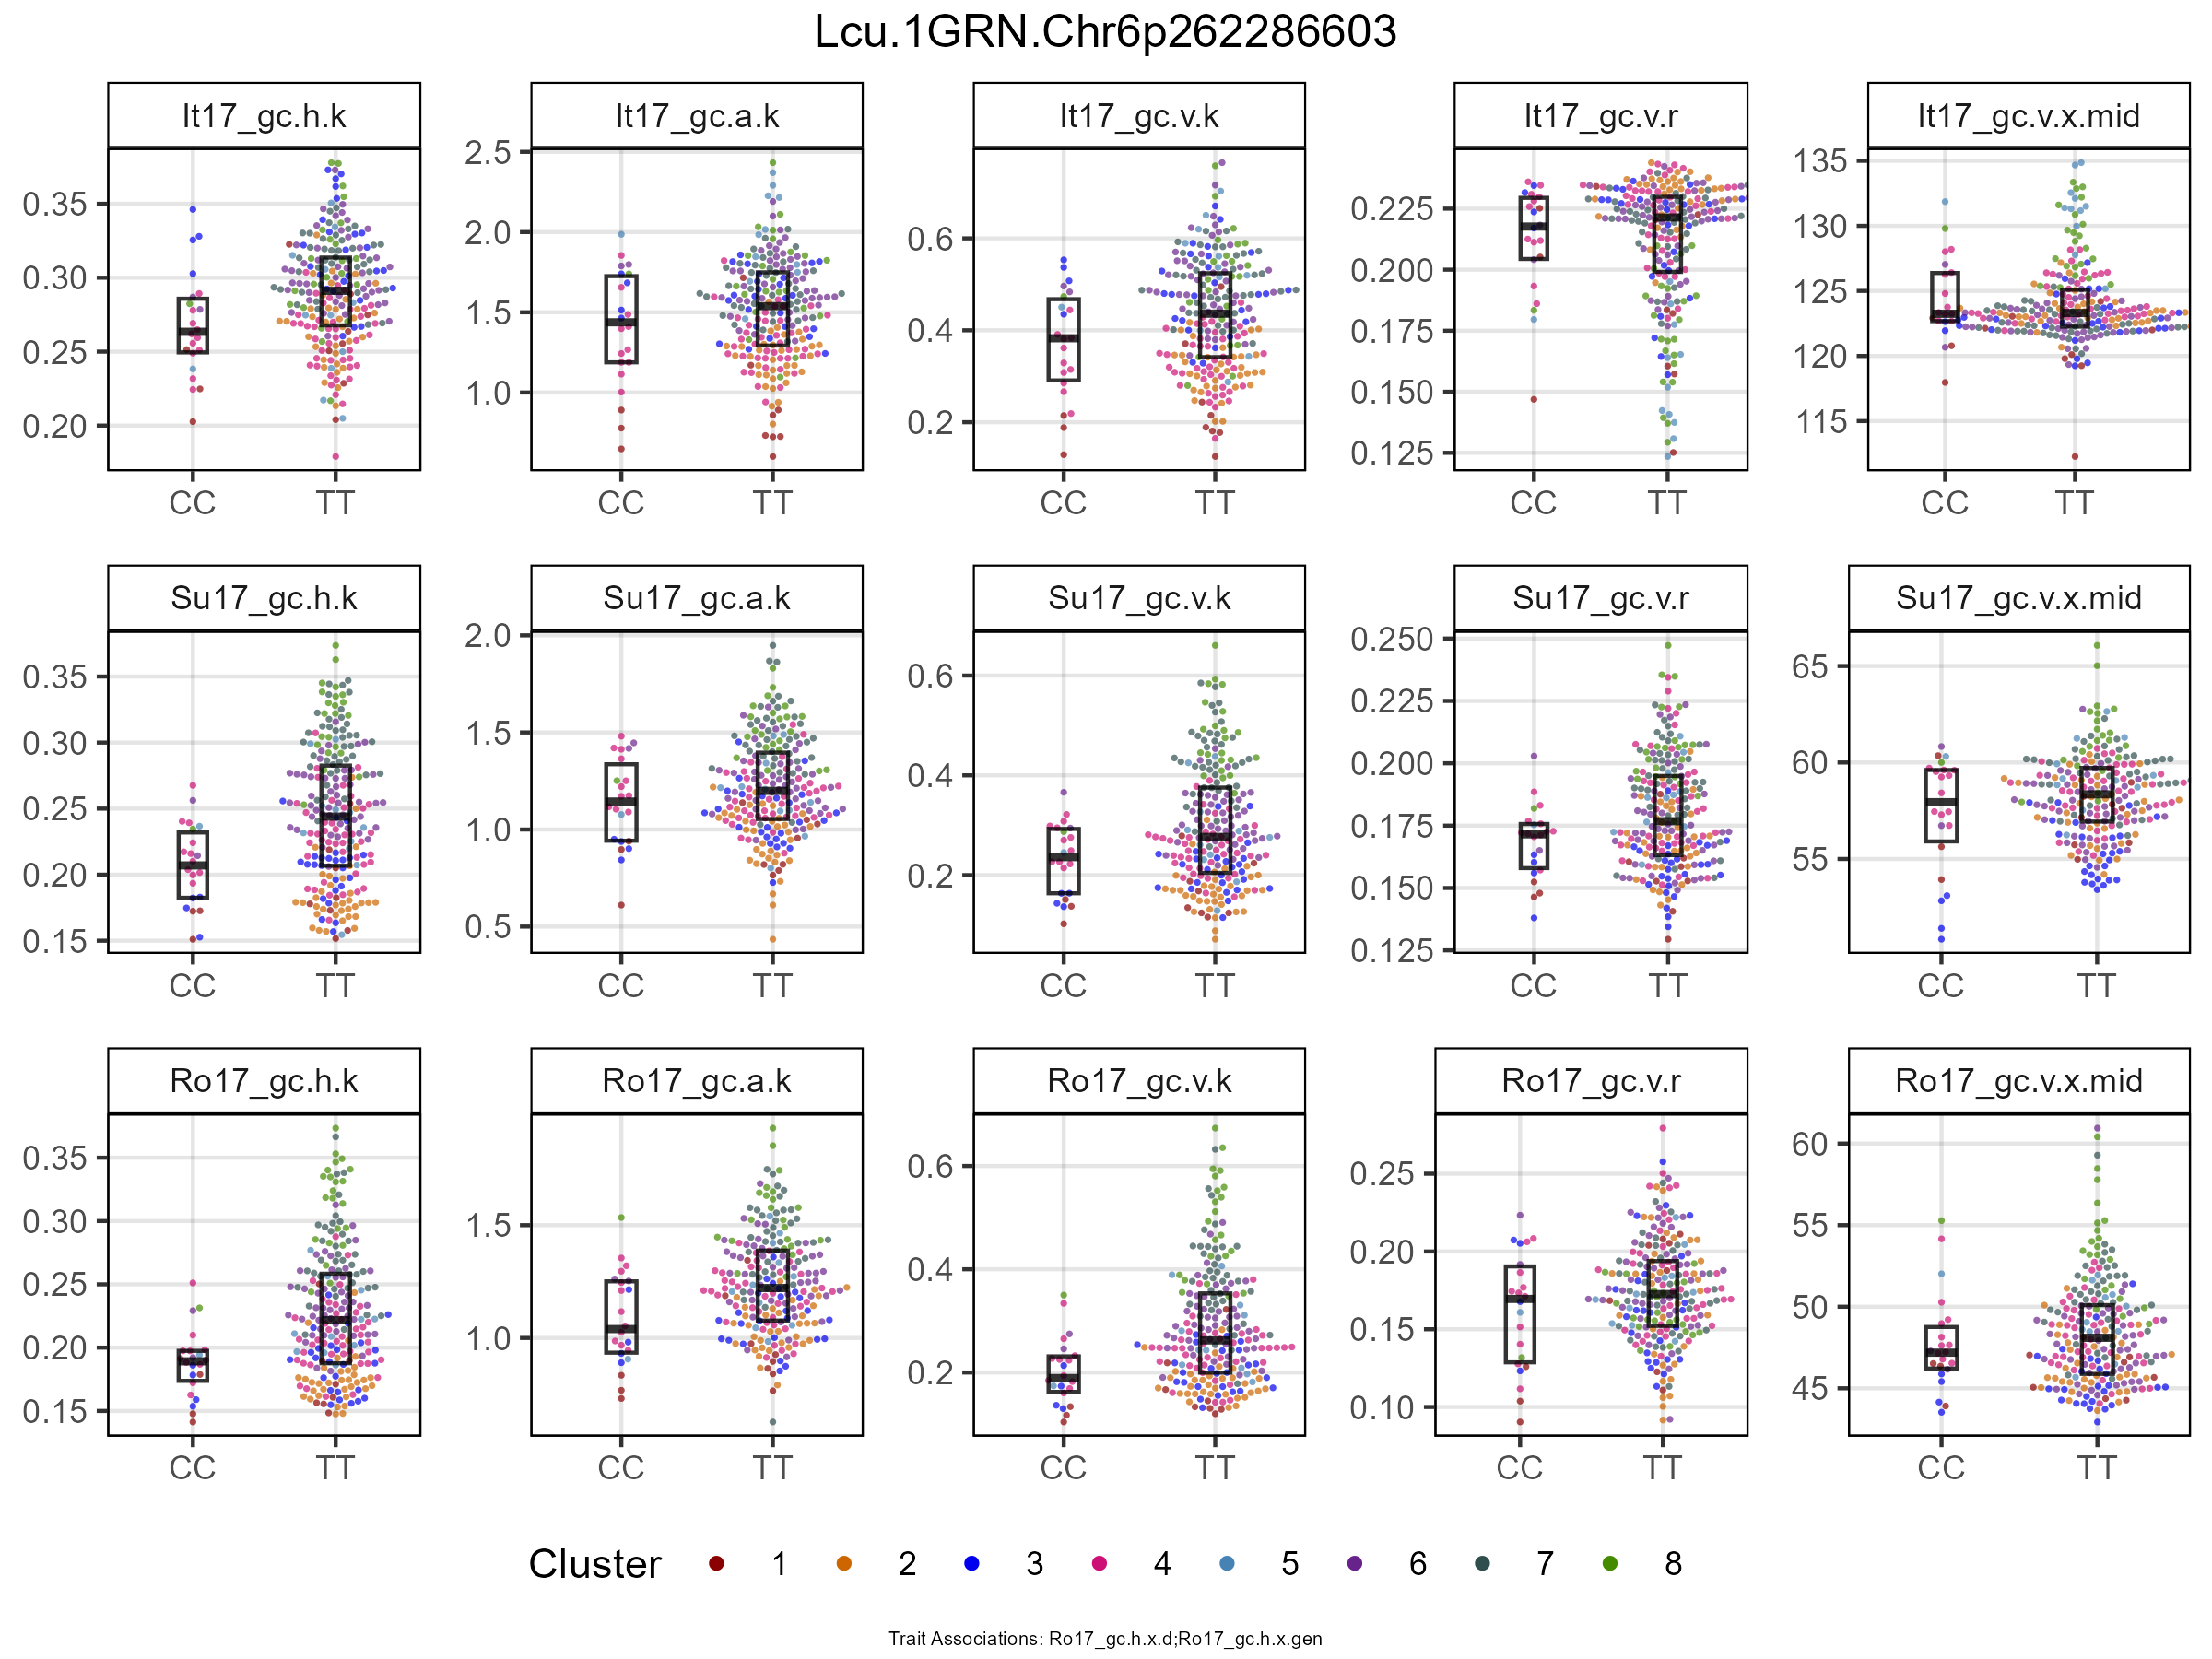 Lcu.1GRN.Chr6p262286603
It17_gc.h.k It17_gc.a.k It17_gc.v.k It17_gc.v.r It17_gc.v.x.mid
0.35 0.30 0.25 0.20
2.5 2.0 1.5 1.0
0.6 0.4 0.2
0.225 0.200 0.175 0.150 0.125
135 130 125 120 115
CC TT CC TT CC TT CC TT CC TT
Su17_gc.h.k Su17_gc.a.k Su17_gc.v.k Su17_gc.v.r Su17_gc.v.x.mid
0.35 0.30 0.25 0.20 0.15
2.0 1.5 1.0 0.5
0.6 0.4 0.2
0.250 0.225 0.200 0.175 0.150 0.125
65 60 55
CC TT CC TT CC TT CC TT CC TT
Ro17_gc.h.k Ro17_gc.a.k Ro17_gc.v.k Ro17_gc.v.r Ro17_gc.v.x.mid
0.35 0.30 0.25 0.20 0.15
1.5 1.0
0.6 0.4 0.2
0.25 0.20 0.15 0.10
60 55 50 45
CC TT CC TT CC TT CC TT CC TT
Cluster 1 2 3 4 5 6 7 8
Trait Associations: Ro17_gc.h.x.d;Ro17_gc.h.x.gen